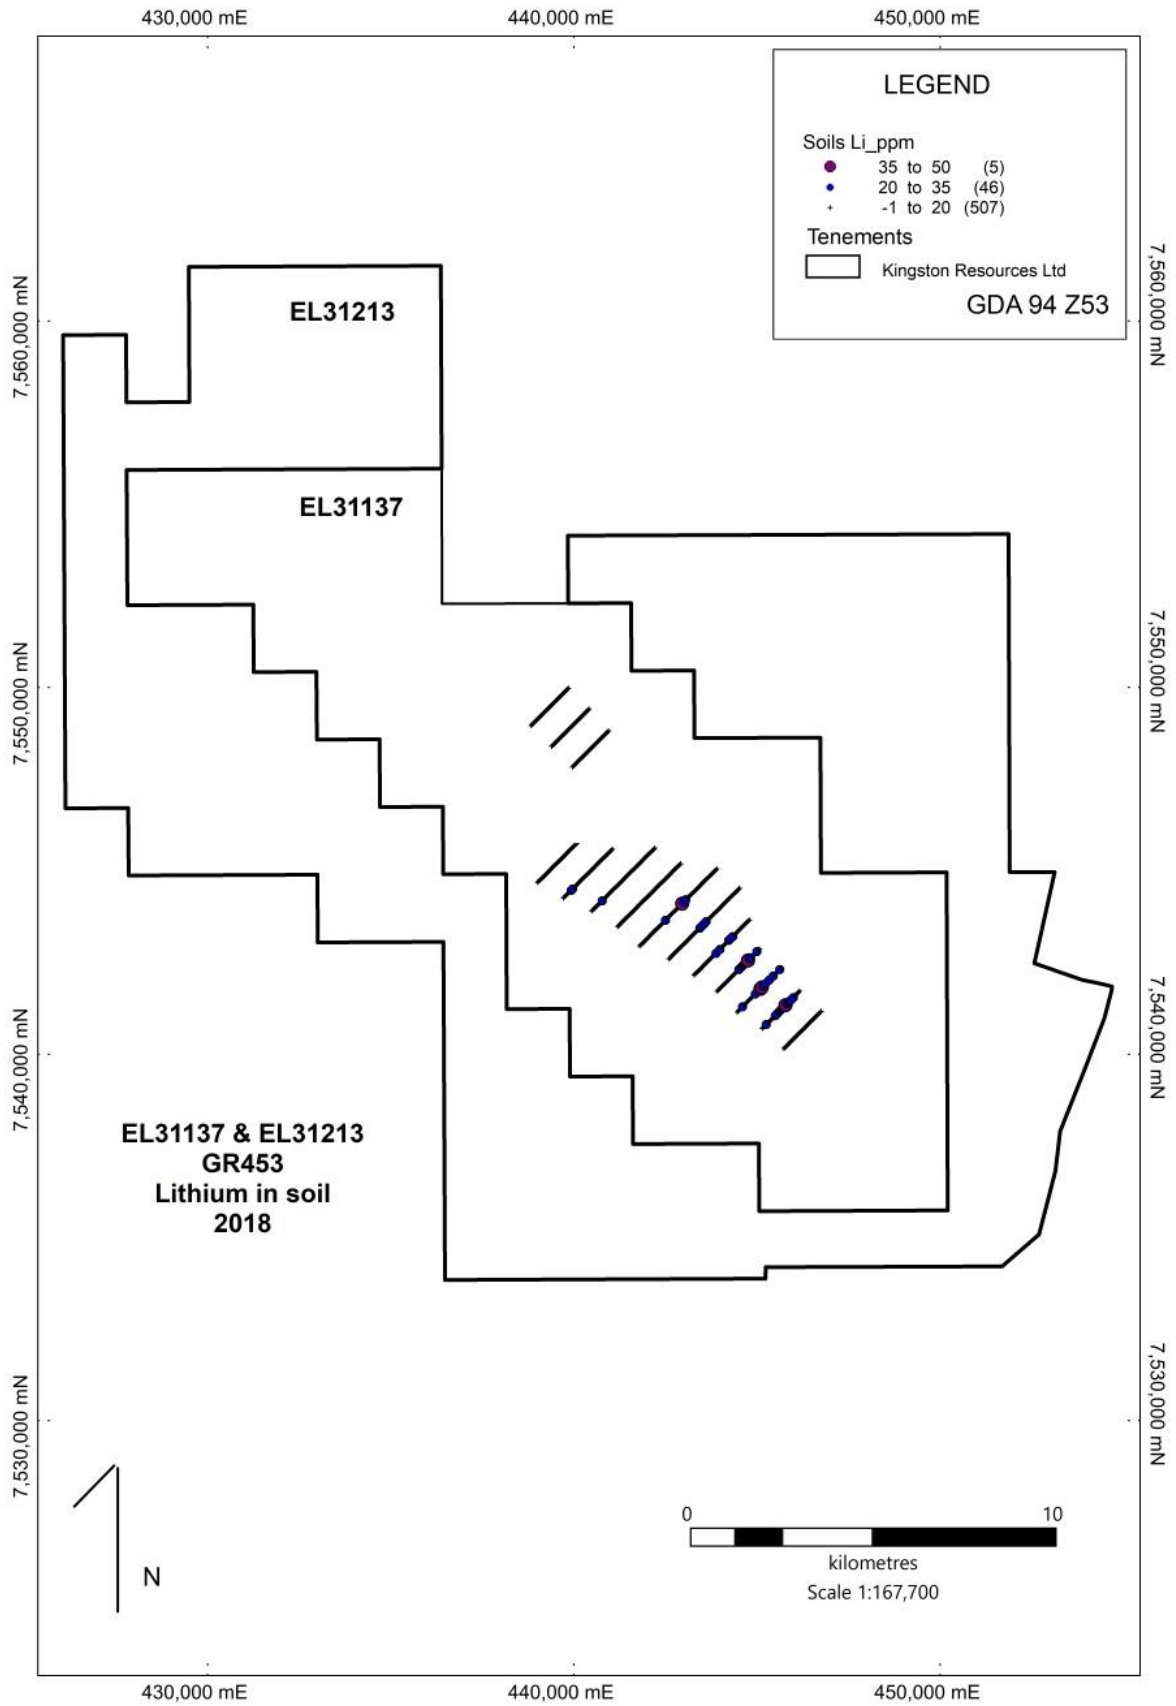 430,000 mE
440,000 mE
450,000 mE
LEGEND
Soils Li_ppm
35 to 50 (5)
20 to 35 (46)
-1 to 20 (507)
Tenements
Kingston Resources Ltd
GDA 94 Z53
7,560,000 mN
7,560,000 mN
EL31213
EL31137
7,550,000 mN
7,550,000 mN
7,540,000 mN
7,540,000 mN
EL31137 & EL31213
GR453
Lithium in soil
2018
7,530,000 mN
7,530,000 mN
N
0
10
kilometres
Scale 1:167,700
430,000 mE
440,000 mE
450,000 mE